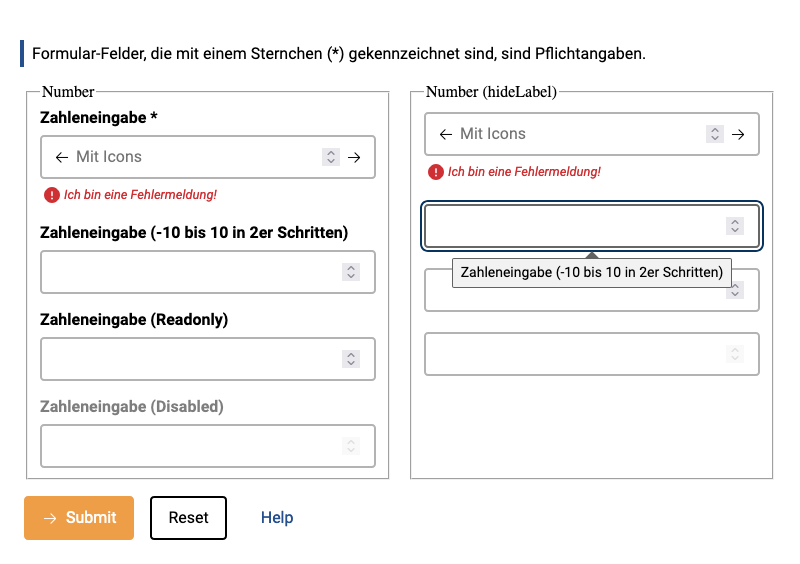 Formular-Felder, die mit einem Sternchen (*) gekennzeichnet sind, sind Pflichtangaben.
Number
Zahleneingabe *
Mit Icons
Ich bin eine Fehlermeldung!
Zahleneingabe (-10 bis 10 in 2er Schritten)
Zahleneingabe (Readonly)
Zahleneingabe (Disabled)
Number (hideLabel)
Mit Icons
Ich bin eine Fehlermeldung!
Zahleneingabe (-10 bis 10 in 2er Schritten)
Submit
Reset
Help